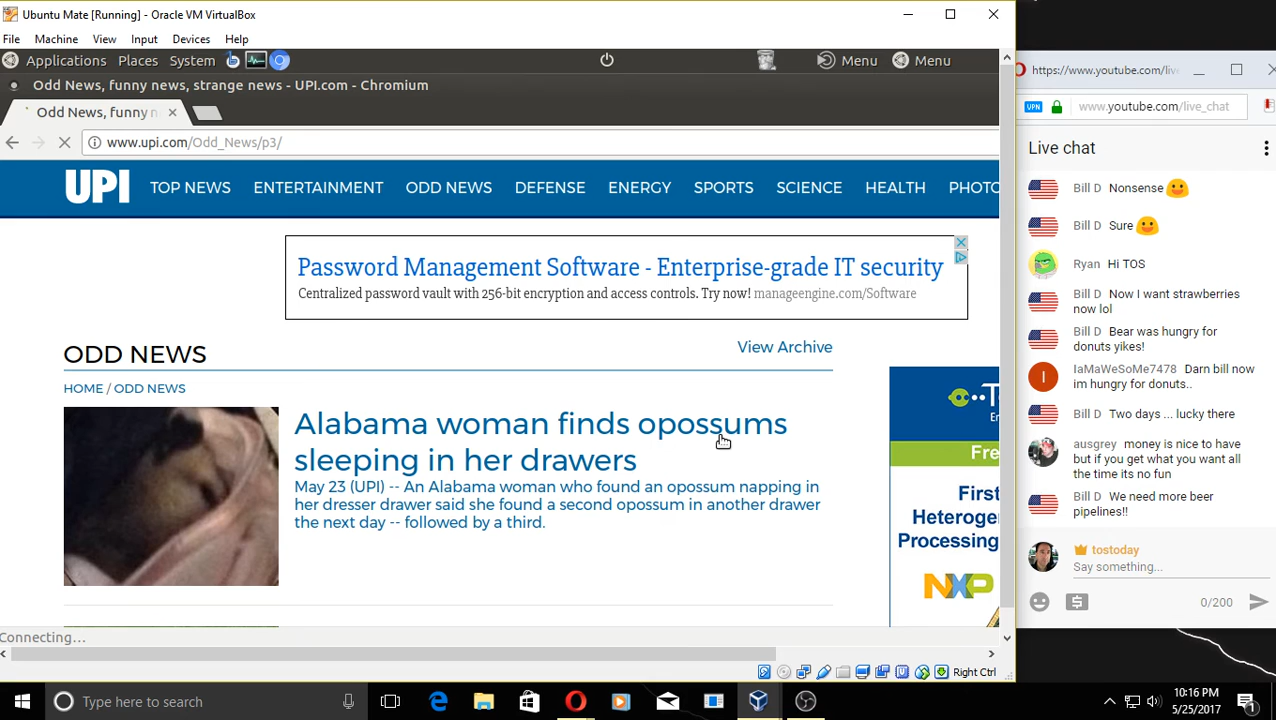 Ubuntu Mate [Running] - Oracle VM VirtualBox
File Machine View Input Devices Help
Applications Places System Menu Menu
Odd News, funny news, strange news - UPI.com - Chromium
Odd News, funny n
www.upi.com/Odd_News/p3/
UPI TOP NEWS ENTERTAINMENT ODD NEWS DEFENSE ENERGY SPORTS SCIENCE HEALTH PHOTO
Password Management Software - Enterprise-grade IT security
Centralized password vault with 256-bit encryption and access controls. Try now! manageengine.com/Software
ODD NEWS
View Archive
HOME / ODD NEWS
Alabama woman finds opossums
sleeping in her drawers
May 23 (UPI) -- An Alabama woman who found an opossum napping in
her dresser drawer said she found a second opossum in another drawer
the next day -- followed by a third.
Free
First
Heterogen
Processing
NXP
Connecting...
Right Ctrl
https://www.youtube.com/liv
VPN www.youtube.com/live_chat
Live chat
Bill D Nonsense
Bill D Sure
Ryan Hi TOS
Bill D Now I want strawberries
now lol
Bill D Bear was hungry for
donuts yikes!
I IaMaWeSoMe7478 Darn bill now
im hungry for donuts..
Bill D Two days ... lucky there
ausgrey money is nice to have
but if you get what you want all
the time its no fun
Bill D We need more beer
pipelines!!
tostoday
Say something...
0/200
Type here to search
10:16 PM
5/25/2017
1